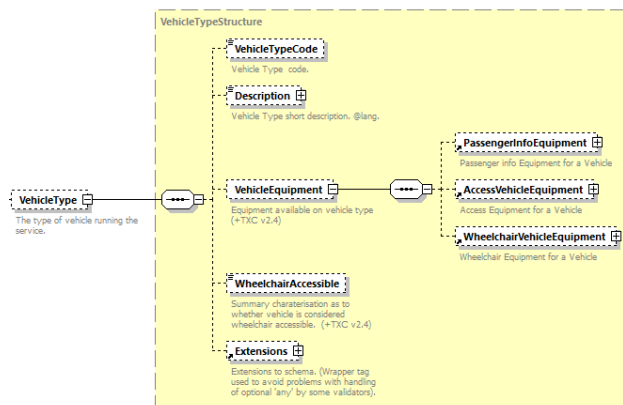 VehicleTypeStructure
VehicleTypeCode
Vehicle Type code.
Description
Vehicle Type short description. @lang.
VehicleType
The type of vehicle running the
service.
VehicleEquipment
Equipment available on vehicle type
(+TXC v2.4)
PassengerInfoEquipment
Passenger info Equipment for a Vehicle
AccessVehicleEquipment
Access Equipment for a Vehicle
WheelchairVehicleEquipment
Wheelchair Equipment for a Vehicle
WheelchairAccessible
Summary charaterisation as to
whether vehicle is considered
wheelchair accessible. (+TXC v2.4)
Extensions
Extensions to schema. (Wrapper tag
used to avoid problems with handling
of optional 'any' by some validators).